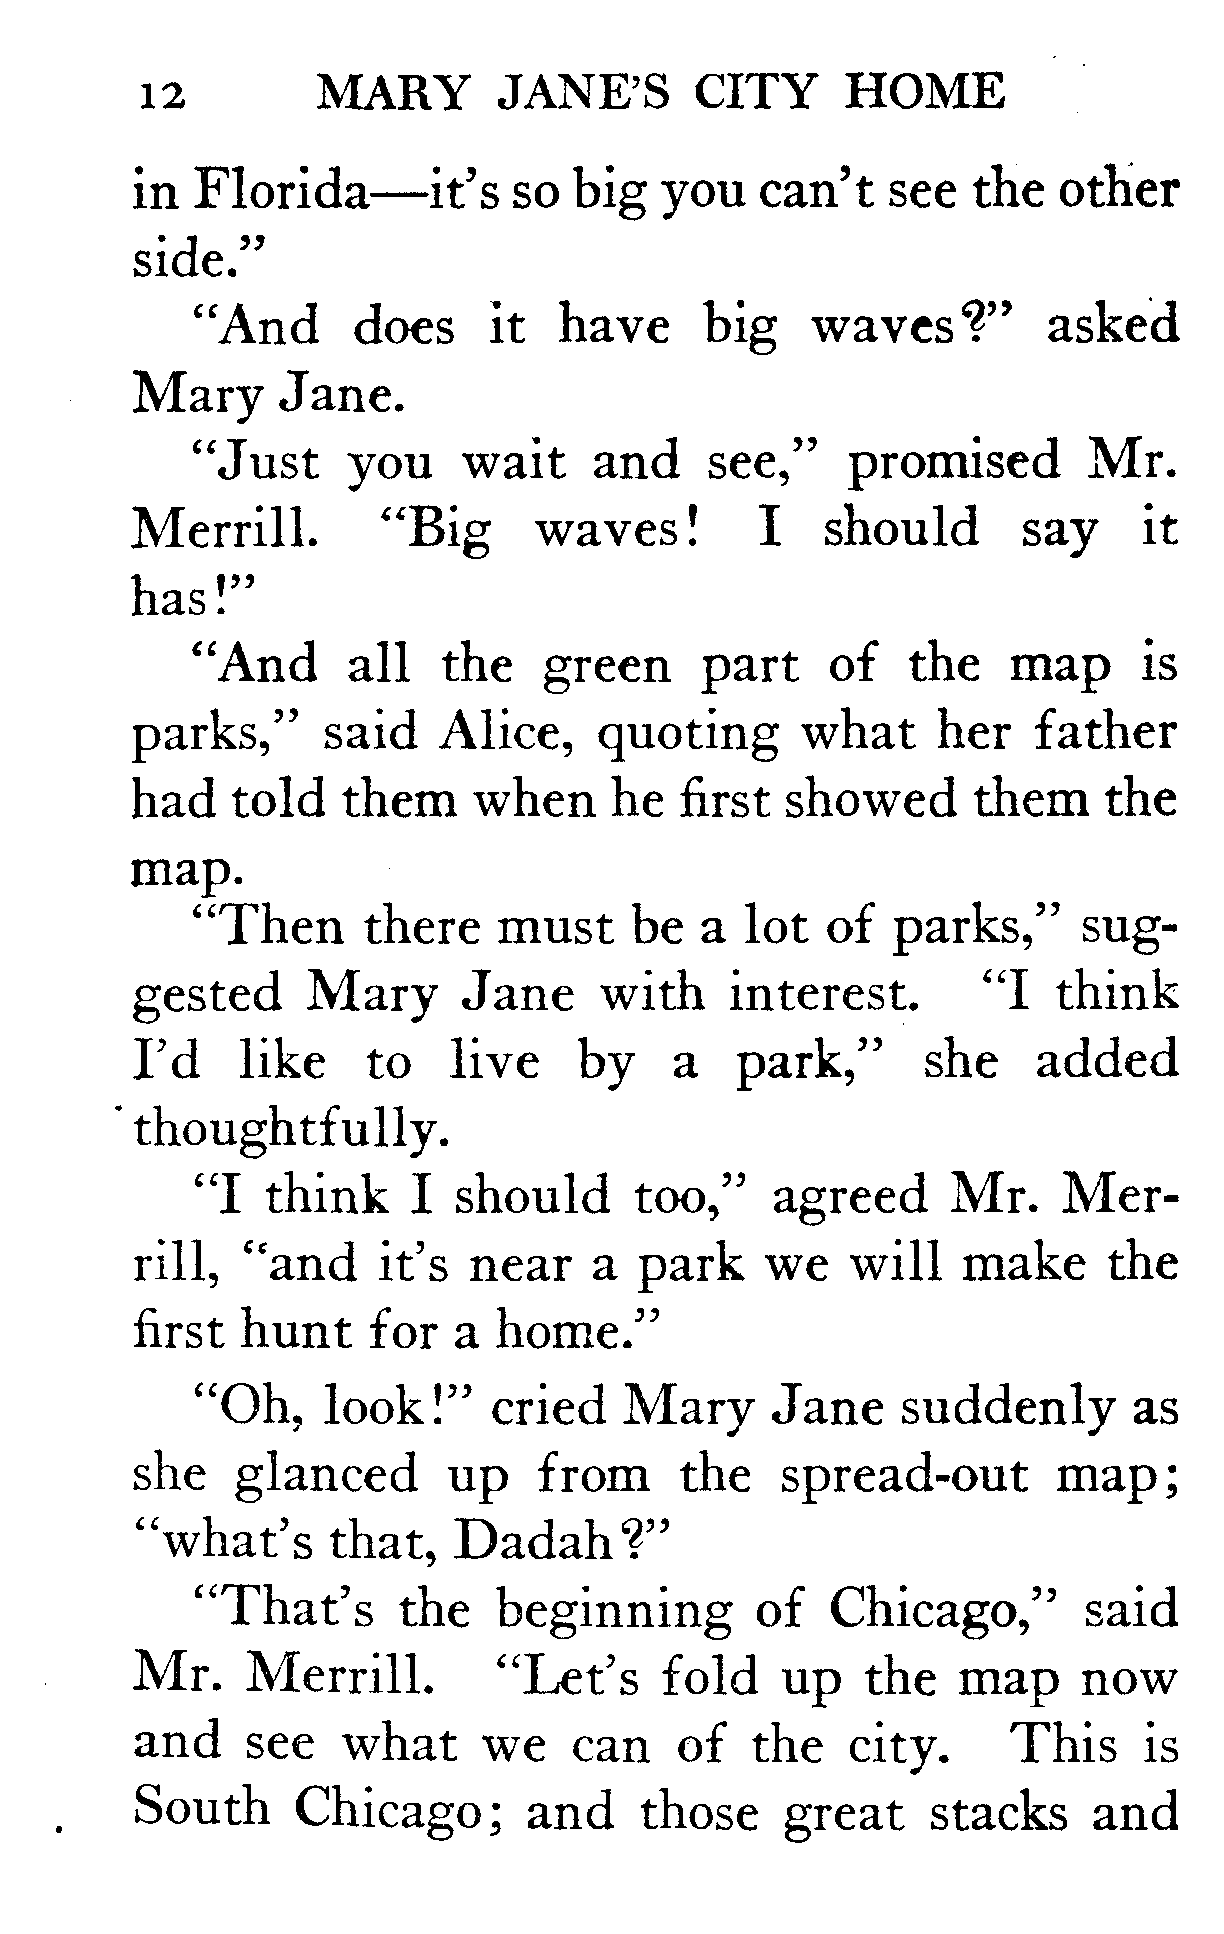 12 MARY JANE'S CITY HOME
in Florida—it's so big you can't see the other
side."
"And does it have big waves?" asked
Mary Jane.
"Just you wait and see," promised Mr.
Merrill. "Big waves! I should say it
has!"
"And all the green part of the map is
parks," said Alice, quoting what her father
had told them when he first showed them the
map.
"Then there must be a lot of parks," sug-
gested Mary Jane with interest. "I think
I'd like to live by a park," she added
thoughtfully.
"I think I should too," agreed Mr. Mer-
rill, "and it's near a park we will make the
first hunt for a home."
"Oh, look!" cried Mary Jane suddenly as
she glanced up from the spread-out map;
"what's that, Dadah?"
"That's the beginning of Chicago," said
Mr. Merrill. "Let's fold up the map now
and see what we can of the city. This is
South Chicago; and those great stacks and